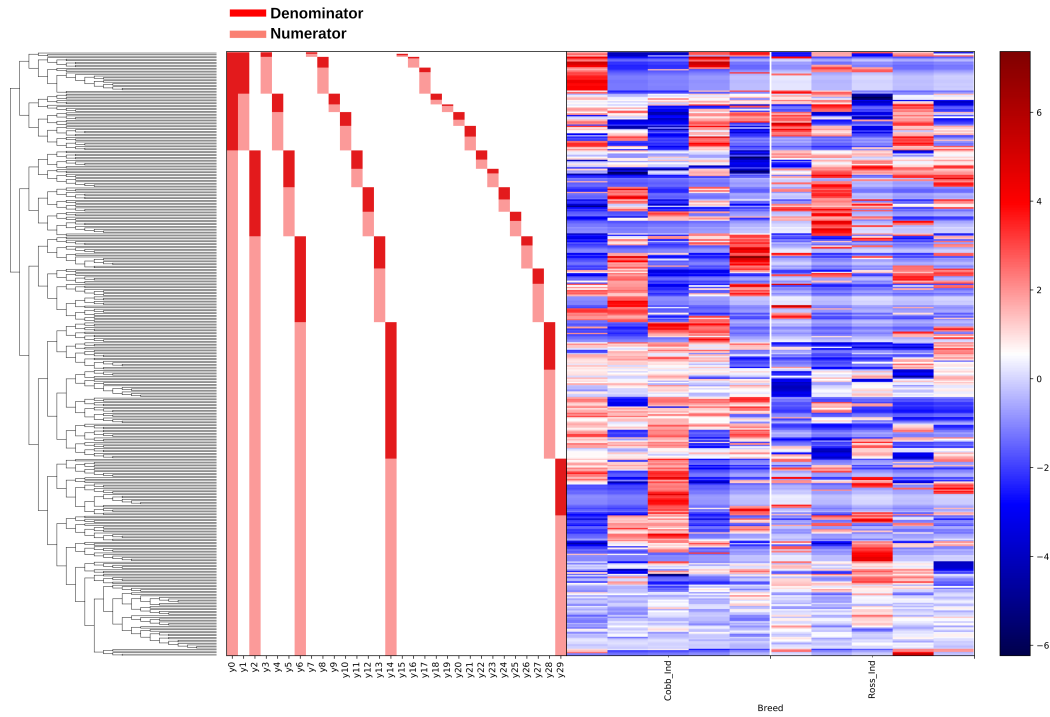 Denominator
Numerator
6
4
2
0
−2
−4
−6
y0
y1
y2
y3
y4
y5
y6
y7
y8
y9
y10
y11
y12
y13
y14
y15
y16
y17
y18
y19
y20
y21
y22
y23
y24
y25
y26
y27
y28
y29
Cobb_Ind
Ross_Ind
Breed